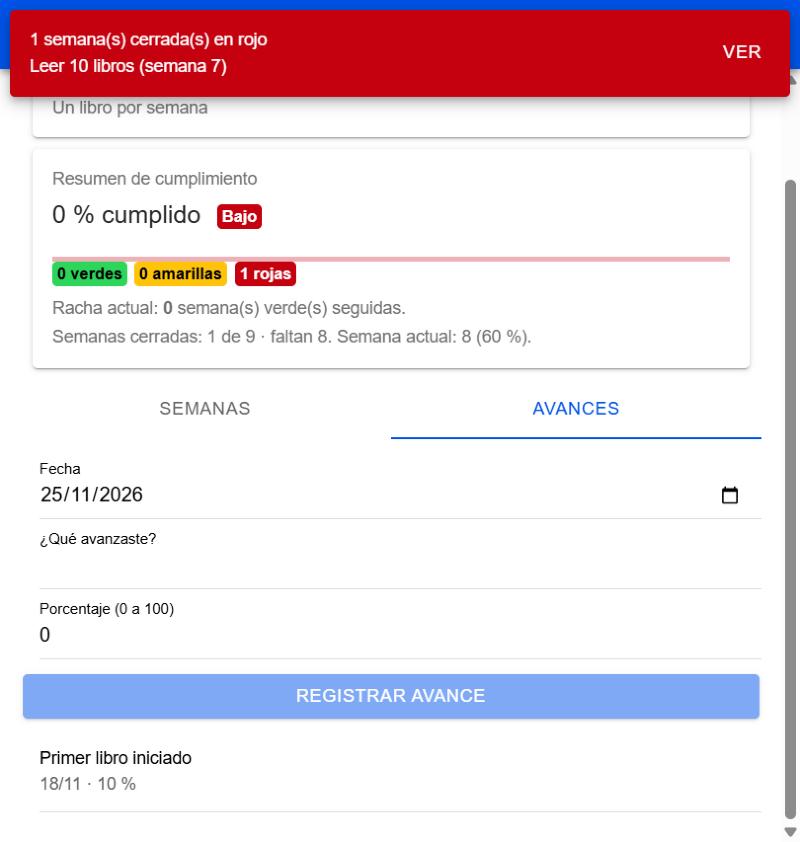 1 semana(s) cerrada(s) en rojo
Leer 10 libros (semana 7)
VER
Un libro por semana
Resumen de cumplimiento
0 % cumplido Bajo
0 verdes 0 amarillas 1 rojas
Racha actual: 0 semana(s) verde(s) seguidas.
Semanas cerradas: 1 de 9 · faltan 8. Semana actual: 8 (60 %).
SEMANAS AVANCES
Fecha
25/11/2026
¿Qué avanzaste?
Porcentaje (0 a 100)
0
REGISTRAR AVANCE
Primer libro iniciado
18/11 · 10 %